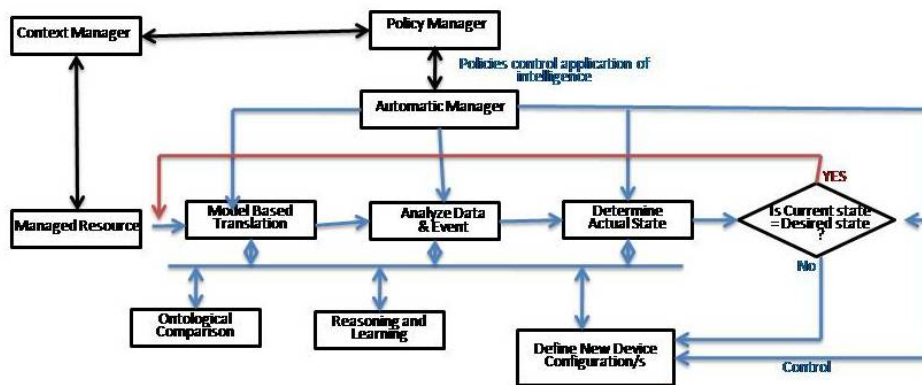 Context Manager
Policy Manager
Policies control application of
intelligence
Automatic Manager
YES
Managed Resource
Model Based
Translation
Analyze Data
& Event
Determine
Actual State
Is Current state
= Desired state
?
No
Ontological
Comparison
Reasoning and
Learning
Define New Device
Configuration/s
Control